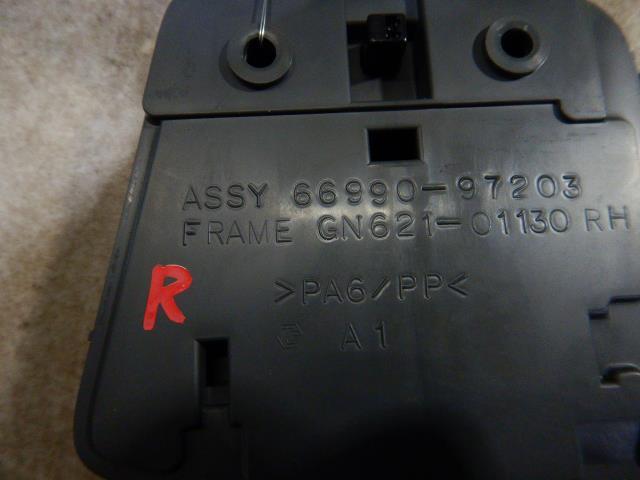 ASSY 66990-97203
FRAME GN621-01130 RH
R
>PA6/PP<
A1